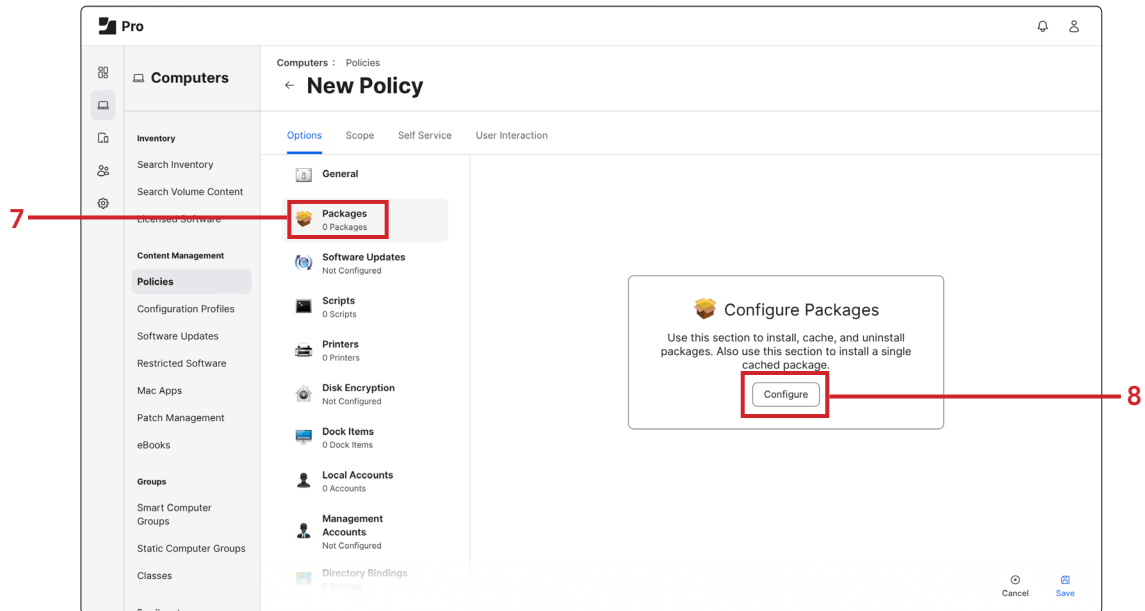 Pro
Computers
Computers : Policies
← New Policy
Options Scope Self Service User Interaction
Inventory
Search Inventory
Search Volume Content
Licensed Software
Content Management
Policies
Configuration Profiles
Software Updates
Restricted Software
Mac Apps
Patch Management
eBooks
Groups
Smart Computer
Groups
Static Computer Groups
Classes
General
7
Packages
0 Packages
Software Updates
Not Configured
Scripts
0 Scripts
Printers
0 Printers
Disk Encryption
Not Configured
Dock Items
0 Dock Items
Local Accounts
0 Accounts
Management
Accounts
Not Configured
Directory Bindings
0 Bindings
Configure Packages
Use this section to install, cache, and uninstall
packages. Also use this section to install a single
cached package.
Configure
8
Cancel Save